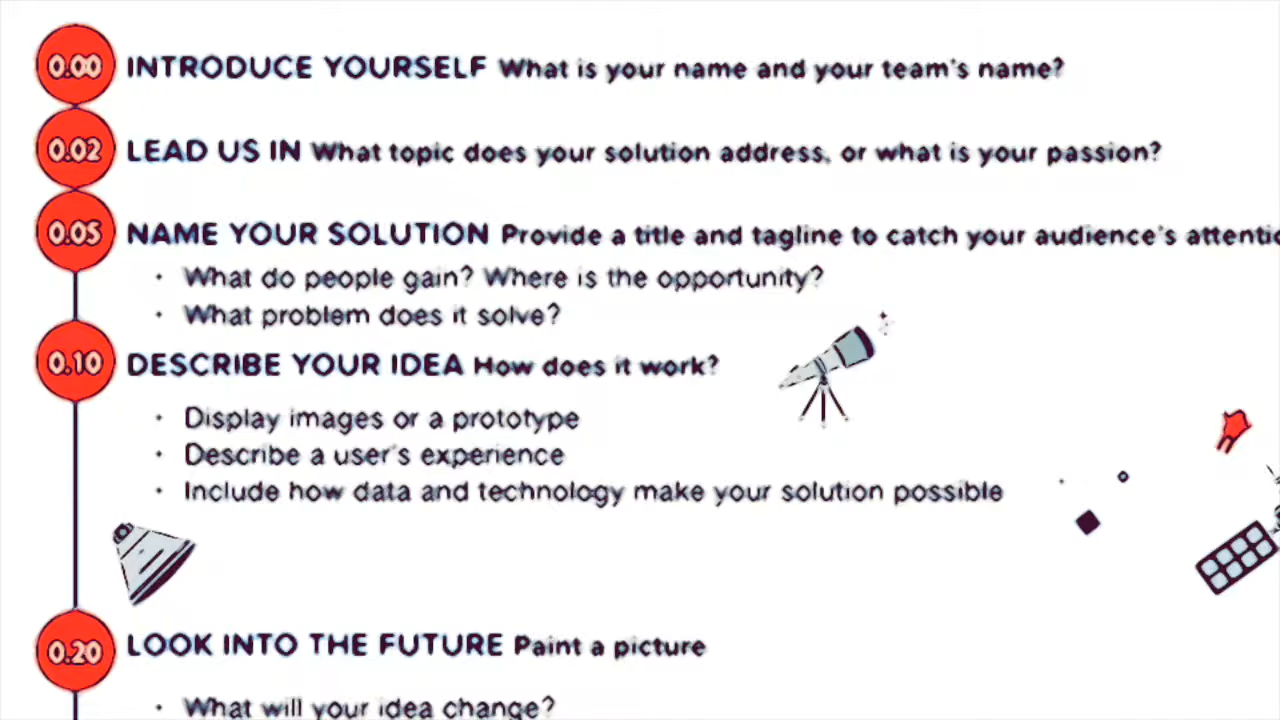 0.00 INTRODUCE YOURSELF What is your name and your team's name?
0.02 LEAD US IN What topic does your solution address, or what is your passion?
0.05 NAME YOUR SOLUTION Provide a title and tagline to catch your audience's
• What do people gain? Where is the opportunity?
• What problem does it solve?
0.10 DESCRIBE YOUR IDEA How does it work?
• Display images or a prototype
• Describe a user's experience
• Include how data and technology make your solution possible
0.20 LOOK INTO THE FUTURE Paint a picture
• What will your idea change?